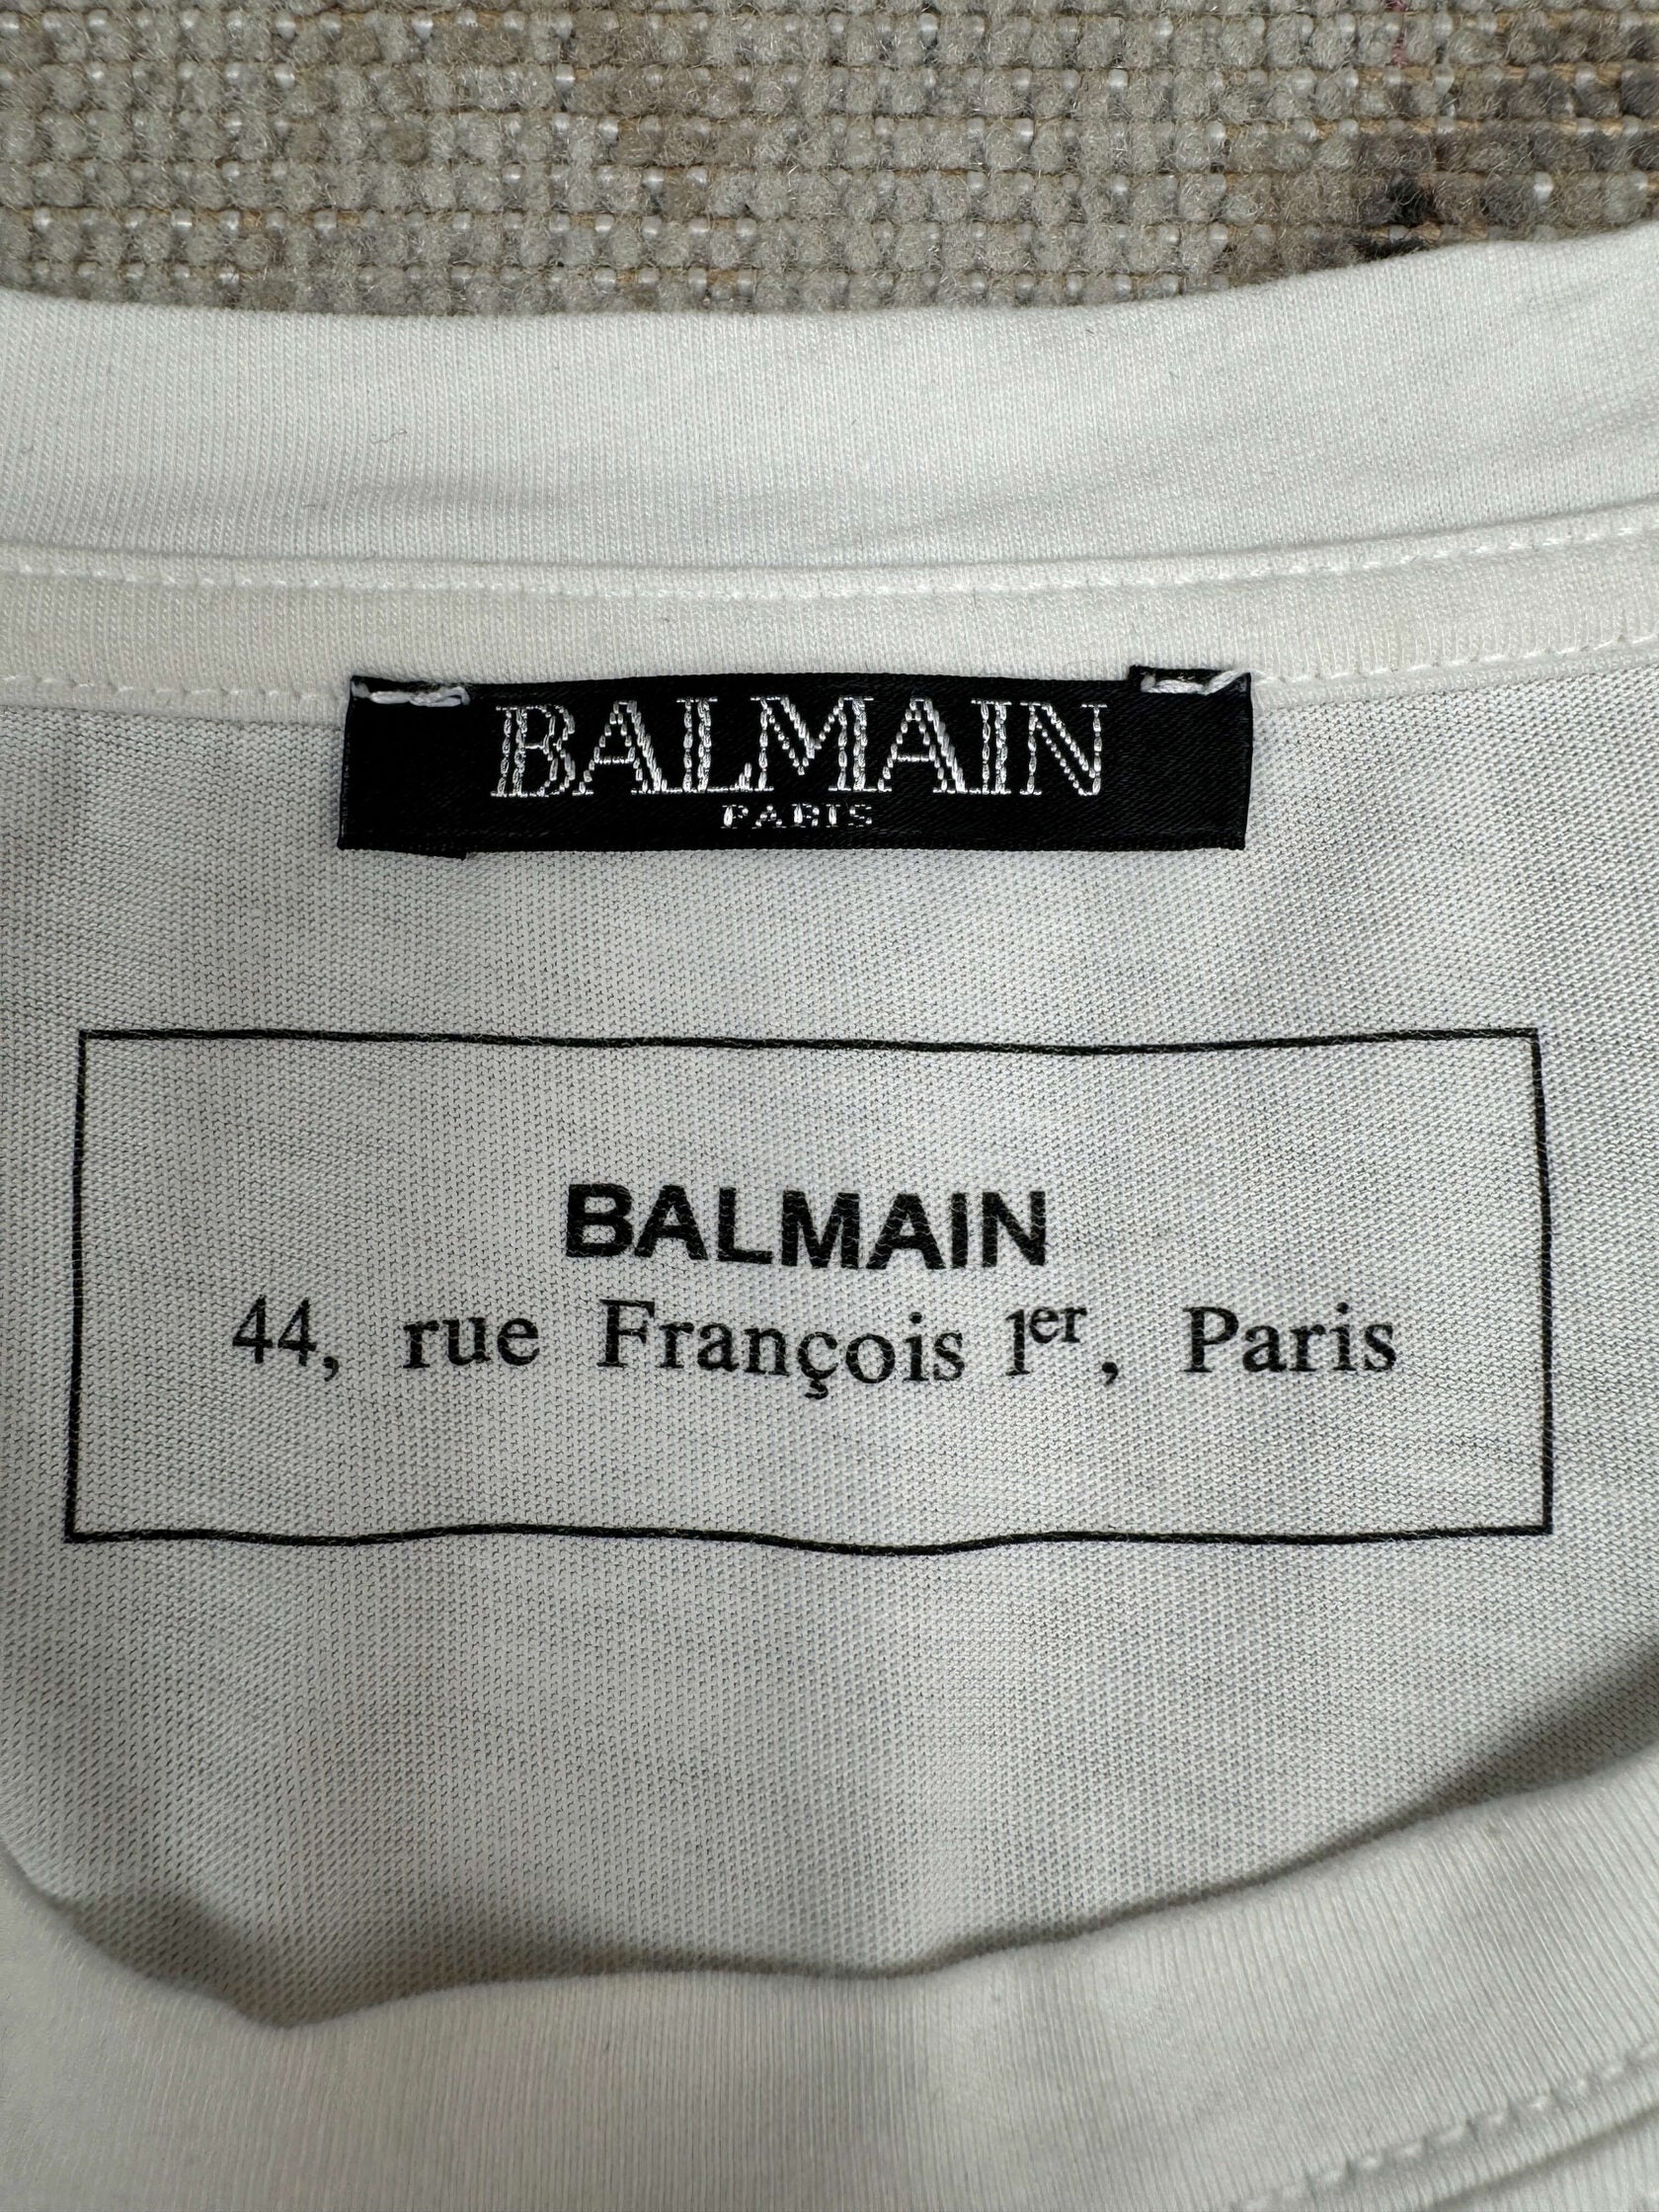 BALMAIN
PARIS
BALMAIN
44, rue François 1er, Paris